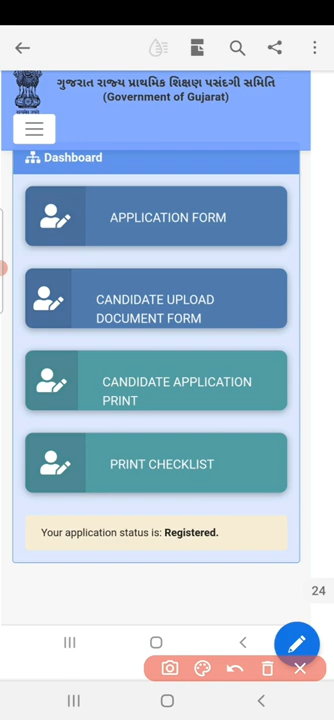 ગુજરાત રાજ્ય પ્રાથમિક શિક્ષણ પસંદગી સમિતિ
(Government of Gujarat)
Dashboard
APPLICATION FORM
CANDIDATE UPLOAD
DOCUMENT FORM
CANDIDATE APPLICATION
PRINT
PRINT CHECKLIST
Your application status is: Registered.
24